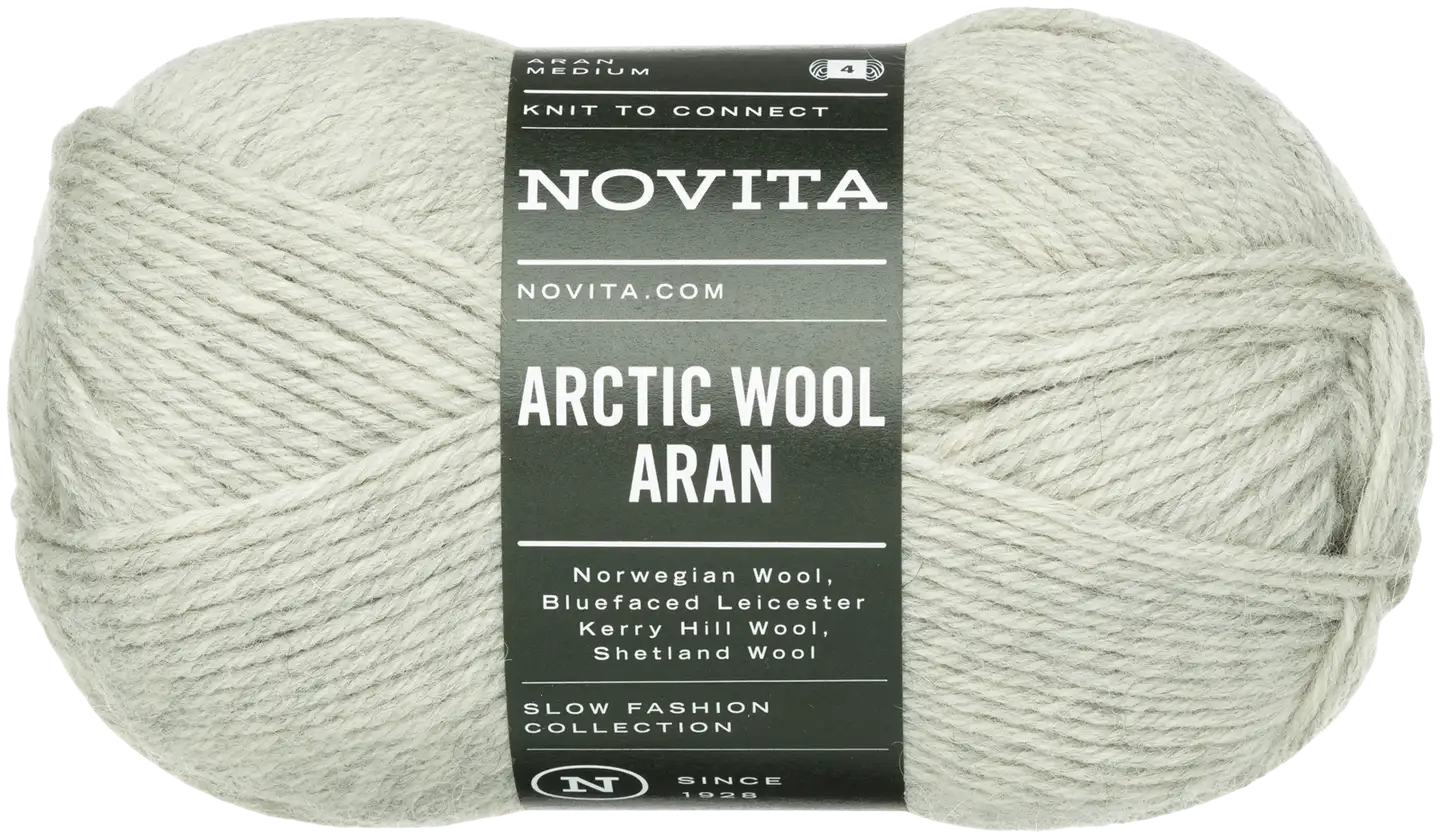 ARAN
MEDIUM
4
KNIT TO CONNECT
NOVITA
NOVITA.COM
ARCTIC WOOL
ARAN
Norwegian Wool,
Bluefaced Leicester
Kerry Hill Wool,
Shetland Wool
SLOW FASHION
COLLECTION
N
SINCE
1928